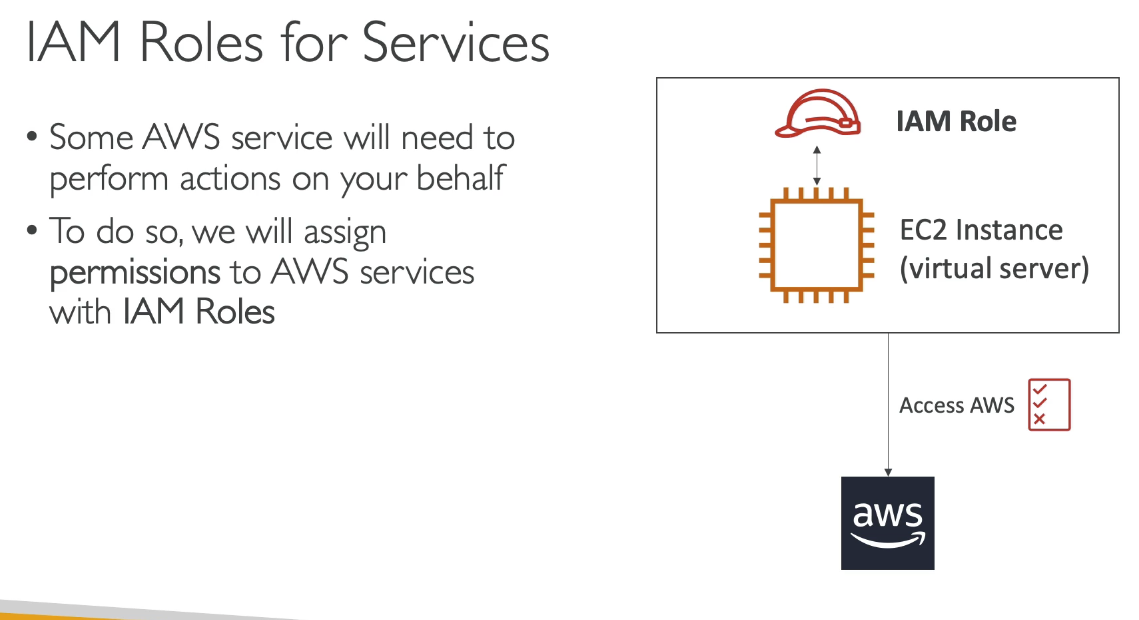 IAM Roles for Services
• Some AWS service will need to
perform actions on your behalf
• To do so, we will assign
permissions to AWS services
with IAM Roles
IAM Role
EC2 Instance
(virtual server)
Access AWS
aws